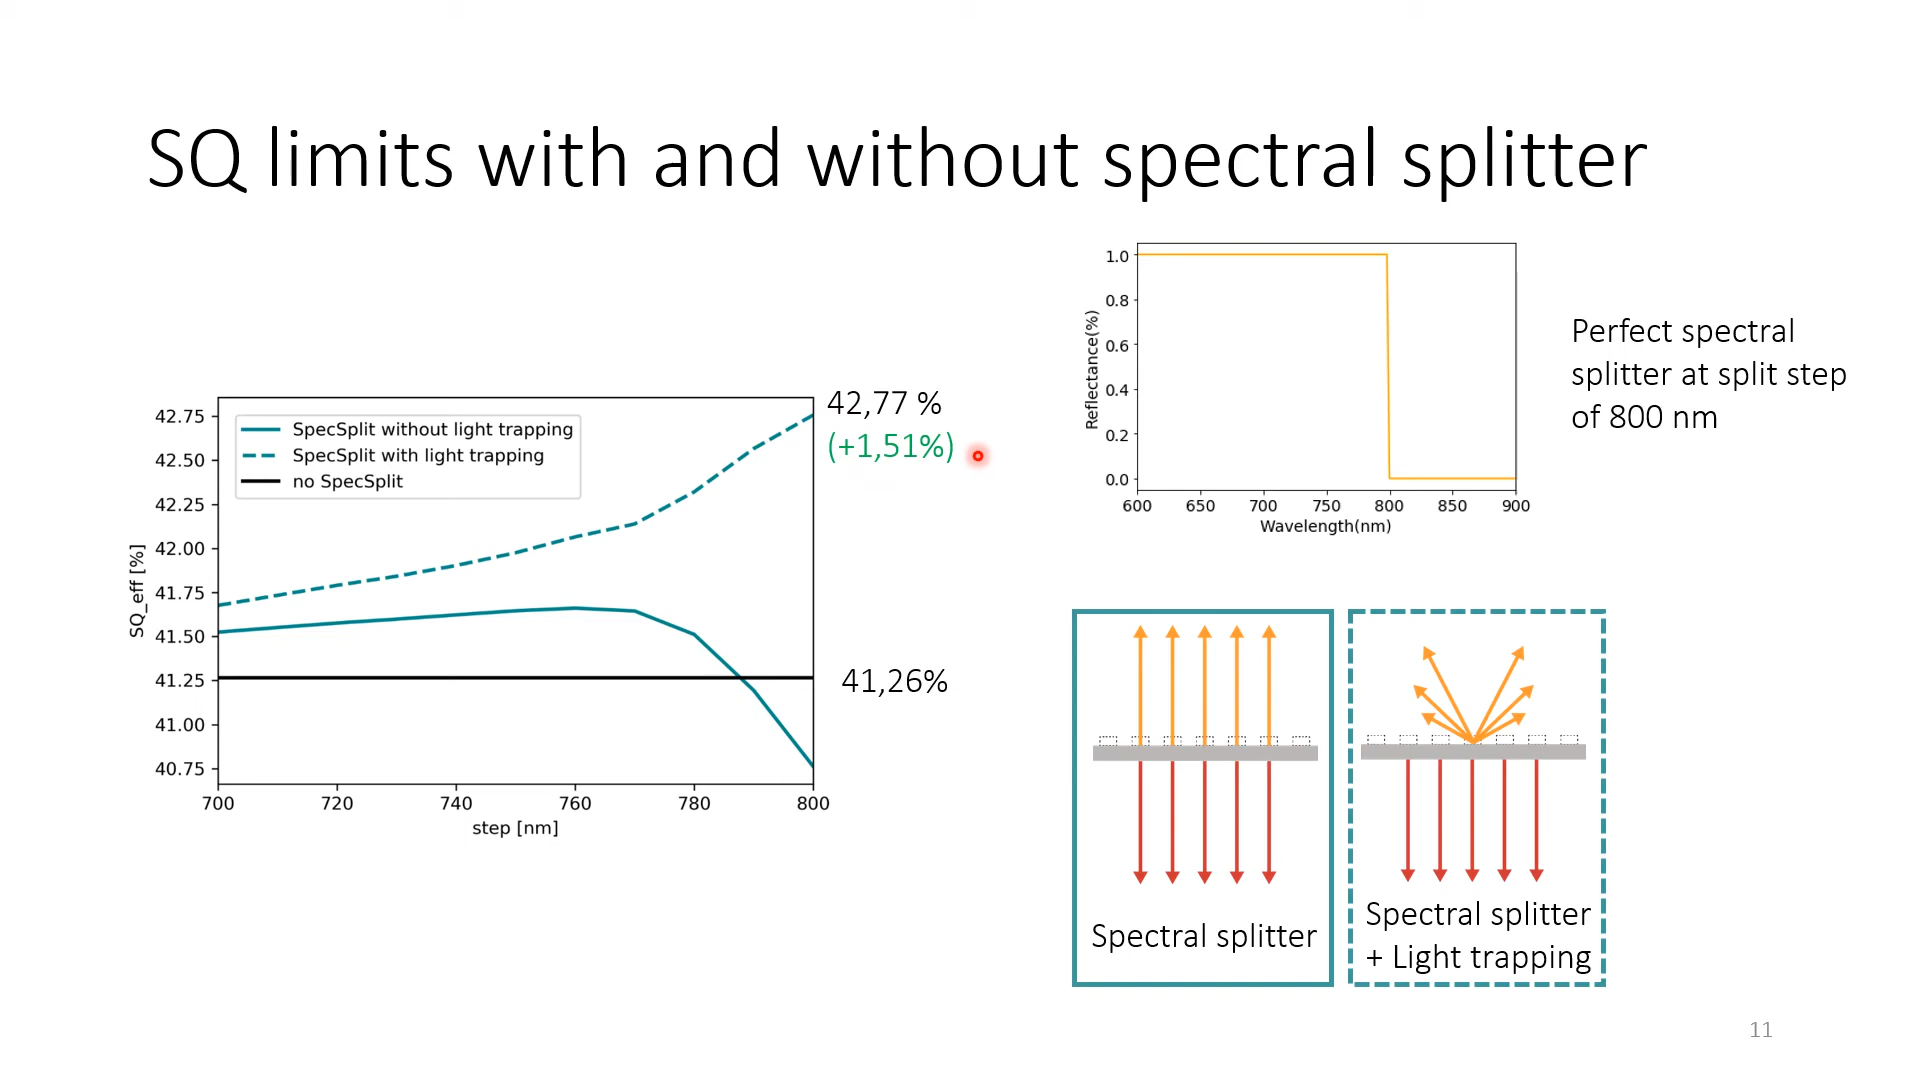 SQ limits with and without spectral splitter
42.75
42.50
42.25
42.00
41.75
41.50
41.25
41.00
40.75
SQ_eff [%]
SpecSplit without light trapping
SpecSplit with light trapping
no SpecSplit
700 720 740 760 780 800
step [nm]
42,77 %
(+1,51%)
41,26%
1.0
0.8
0.6
0.4
0.2
0.0
Reflectance(%)
600 650 700 750 800 850 900
Wavelength(nm)
Perfect spectral
splitter at split step
of 800 nm
Spectral splitter
Spectral splitter
+ Light trapping
11